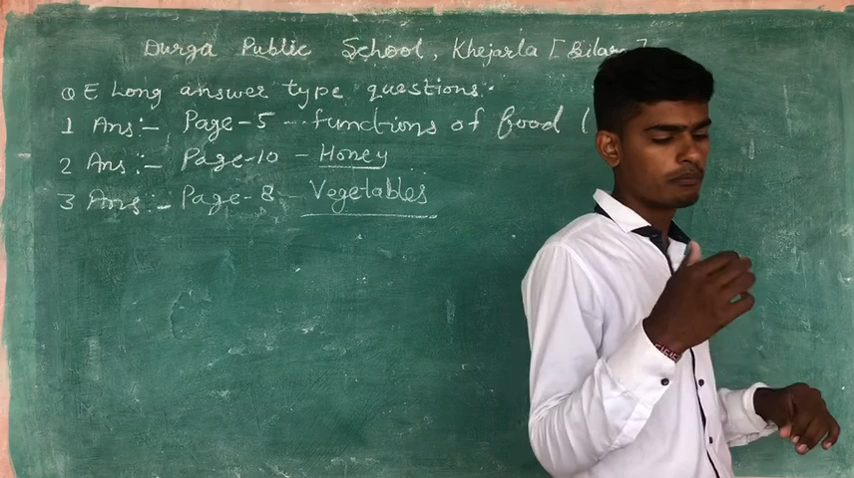 Durga Public School, Khejarla [Bilara]
Q E Long answer type questions.
1 Ans:- Page-5 - functions of food (
2 Ans:- Page-10 - Honey
3 Ans:- Page-8 - Vegetables